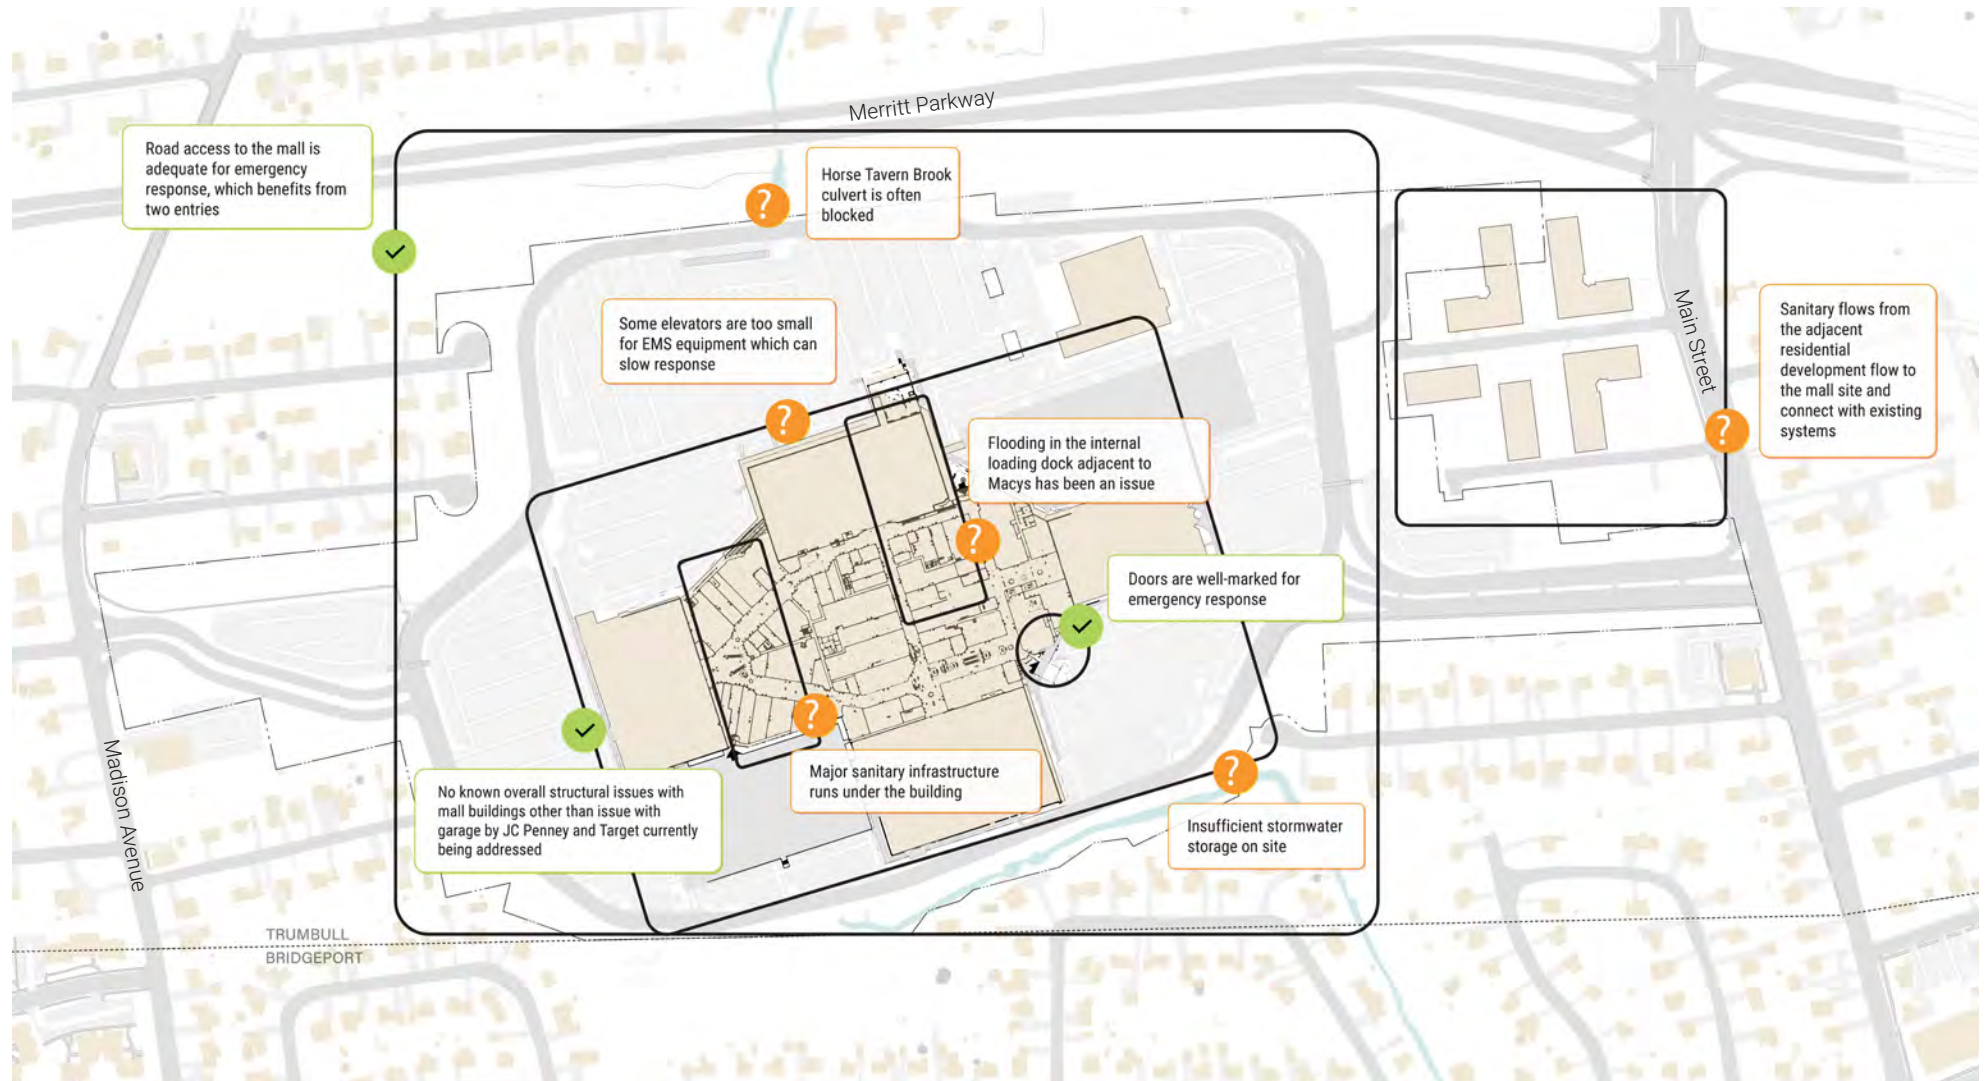 Merritt Parkway
Road access to the mall is
adequate for emergency
response, which benefits from
two entries
Horse Tavern Brook
culvert is often
blocked
?
Some elevators are too small
for EMS equipment which can
slow response
?
Main Street
Sanitary flows from
the adjacent
residential
development flow to
the mall site and
connect with existing
systems
?
Flooding in the internal
loading dock adjacent to
Macys has been an issue
?
Doors are well-marked for
emergency response
Madison Avenue
No known overall structural issues with
mall buildings other than issue with
garage by JC Penney and Target currently
being addressed
?
Major sanitary infrastructure
runs under the building
?
Insufficient stormwater
storage on site
TRUMBULL
BRIDGEPORT